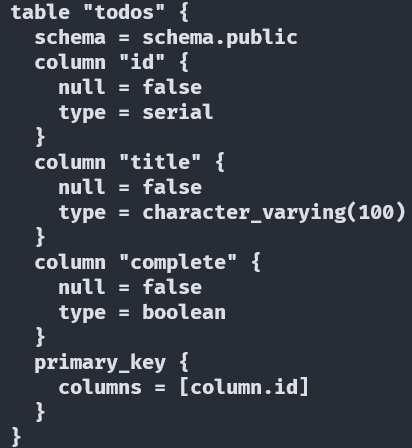 table "todos" {
  schema = schema.public
  column "id" {
    null = false
    type = serial
  }
  column "title" {
    null = false
    type = character_varying(100)
  }
  column "complete" {
    null = false
    type = boolean
  }
  primary_key {
    columns = [column.id]
  }
}